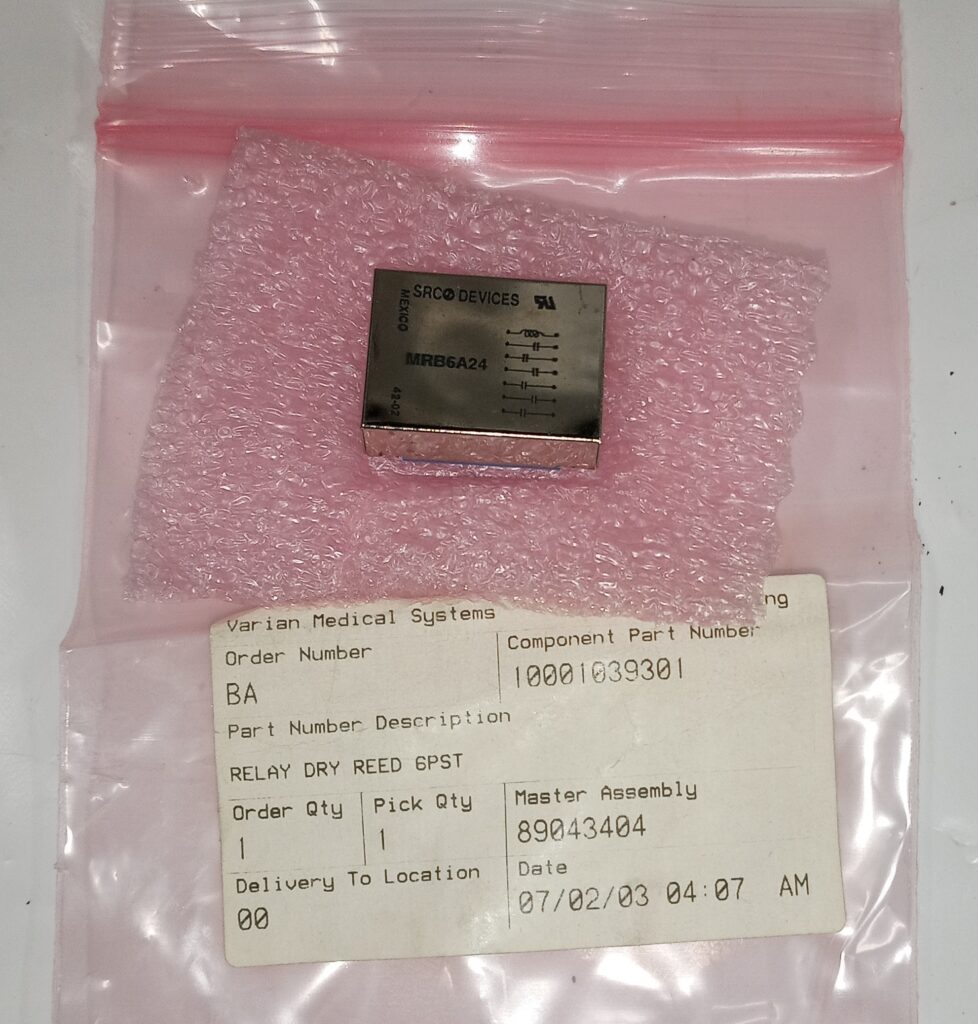 SRCO DEVICES
MEXICO
MRB6A24
42-02
Varian Medical Systems
Order Number
BA
Component Part Number
10001039301
Part Number Description
RELAY DRY REED 6PST
Order Qty
1
Pick Qty
1
Master Assembly
89043404
Delivery To Location
00
Date
07/02/03 04:07 AM